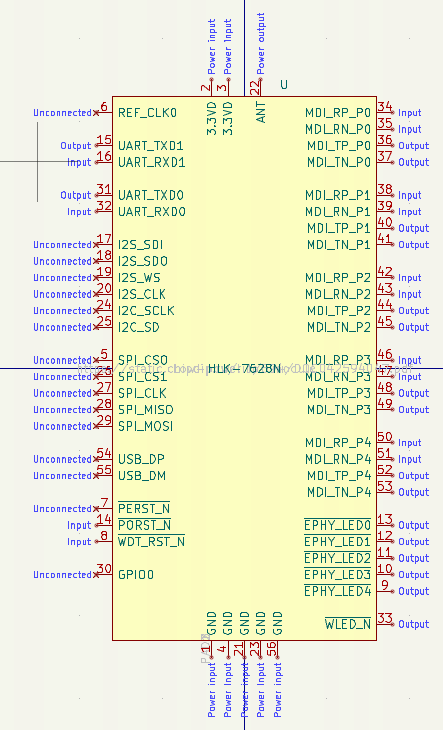 Power input
Power input
Power output
2
3
22
U
3.3VD
3.3VD
ANT
Unconnected 6 REF_CLKO
MDI_RP_P0 34 Input
MDI_RN_P0 35 Input
Output 15 UART_TXD1
MDI_TP_P0 36 Output
Input 16 UART_RXD1
MDI_TN_P0 37 Output
Output 31 UART_TXD0
MDI_RP_P1 38 Input
Input 32 UART_RXD0
MDI_RN_P1 39 Input
MDI_TP_P1 40 Output
Unconnected 17 I2S_SDI
MDI_TN_P1 41 Output
Unconnected 18 I2S_SDO
Unconnected 19 I2S_WS
MDI_RP_P2 42 Input
Unconnected 20 I2S_CLK
MDI_RN_P2 43 Input
Unconnected 24 I2C_SCLK
MDI_TP_P2 44 Output
Unconnected 25 I2C_SD
MDI_TN_P2 45 Output
Unconnected 5 SPI_CS0
MDI_RP_P3 46 Input
HLK-7628N
Unconnected 26 SPI_CS1
MDI_RN_P3 47 Input
Unconnected 27 SPI_CLK
MDI_TP_P3 48 Output
Unconnected 28 SPI_MISO
MDI_TN_P3 49 Output
Unconnected 29 SPI_MOSI
MDI_RP_P4 50 Input
Unconnected 54 USB_DP
MDI_RN_P4 51 Input
Unconnected 55 USB_DM
MDI_TP_P4 52 Output
MDI_TN_P4 53 Output
Unconnected 7 PERST_N
Input 14 PORST_N
EPHY_LED0 13 Output
Input 8 WDT_RST_N
EPHY_LED1 12 Output
EPHY_LED2 11 Output
Unconnected 30 GPIO0
EPHY_LED3 10 Output
EPHY_LED4 9 Output
WLED_N 33 Output
GND
GND
GND
GND
GND
1
4
21
23
56
Power input
Power input
Power input
Power input
Power input